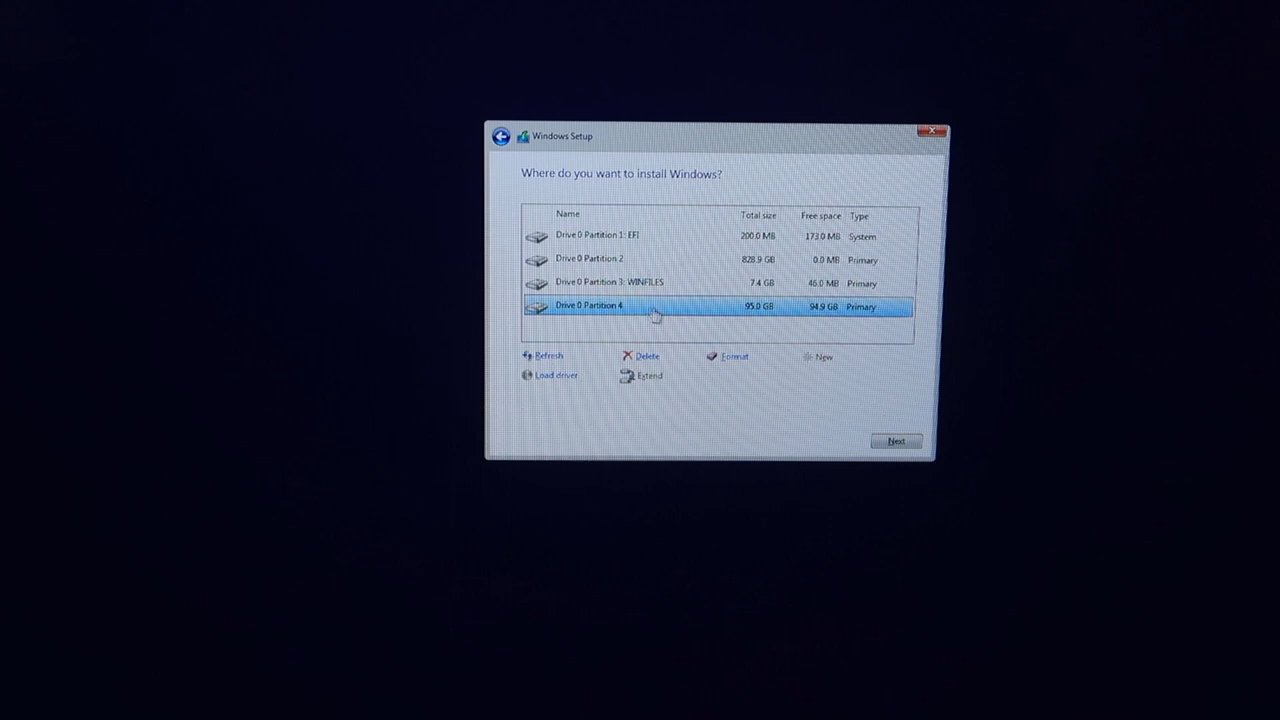 Windows Setup
Where do you want to install Windows?
Name Total size Free space Type
Drive 0 Partition 1: EFI 200.0 MB 173.0 MB System
Drive 0 Partition 2 828.9 GB 0.0 MB Primary
Drive 0 Partition 3: WINFILES 7.4 GB 46.0 MB Primary
Drive 0 Partition 4 95.0 GB 94.9 GB Primary
Refresh Delete Format New
Load driver Extend
Next